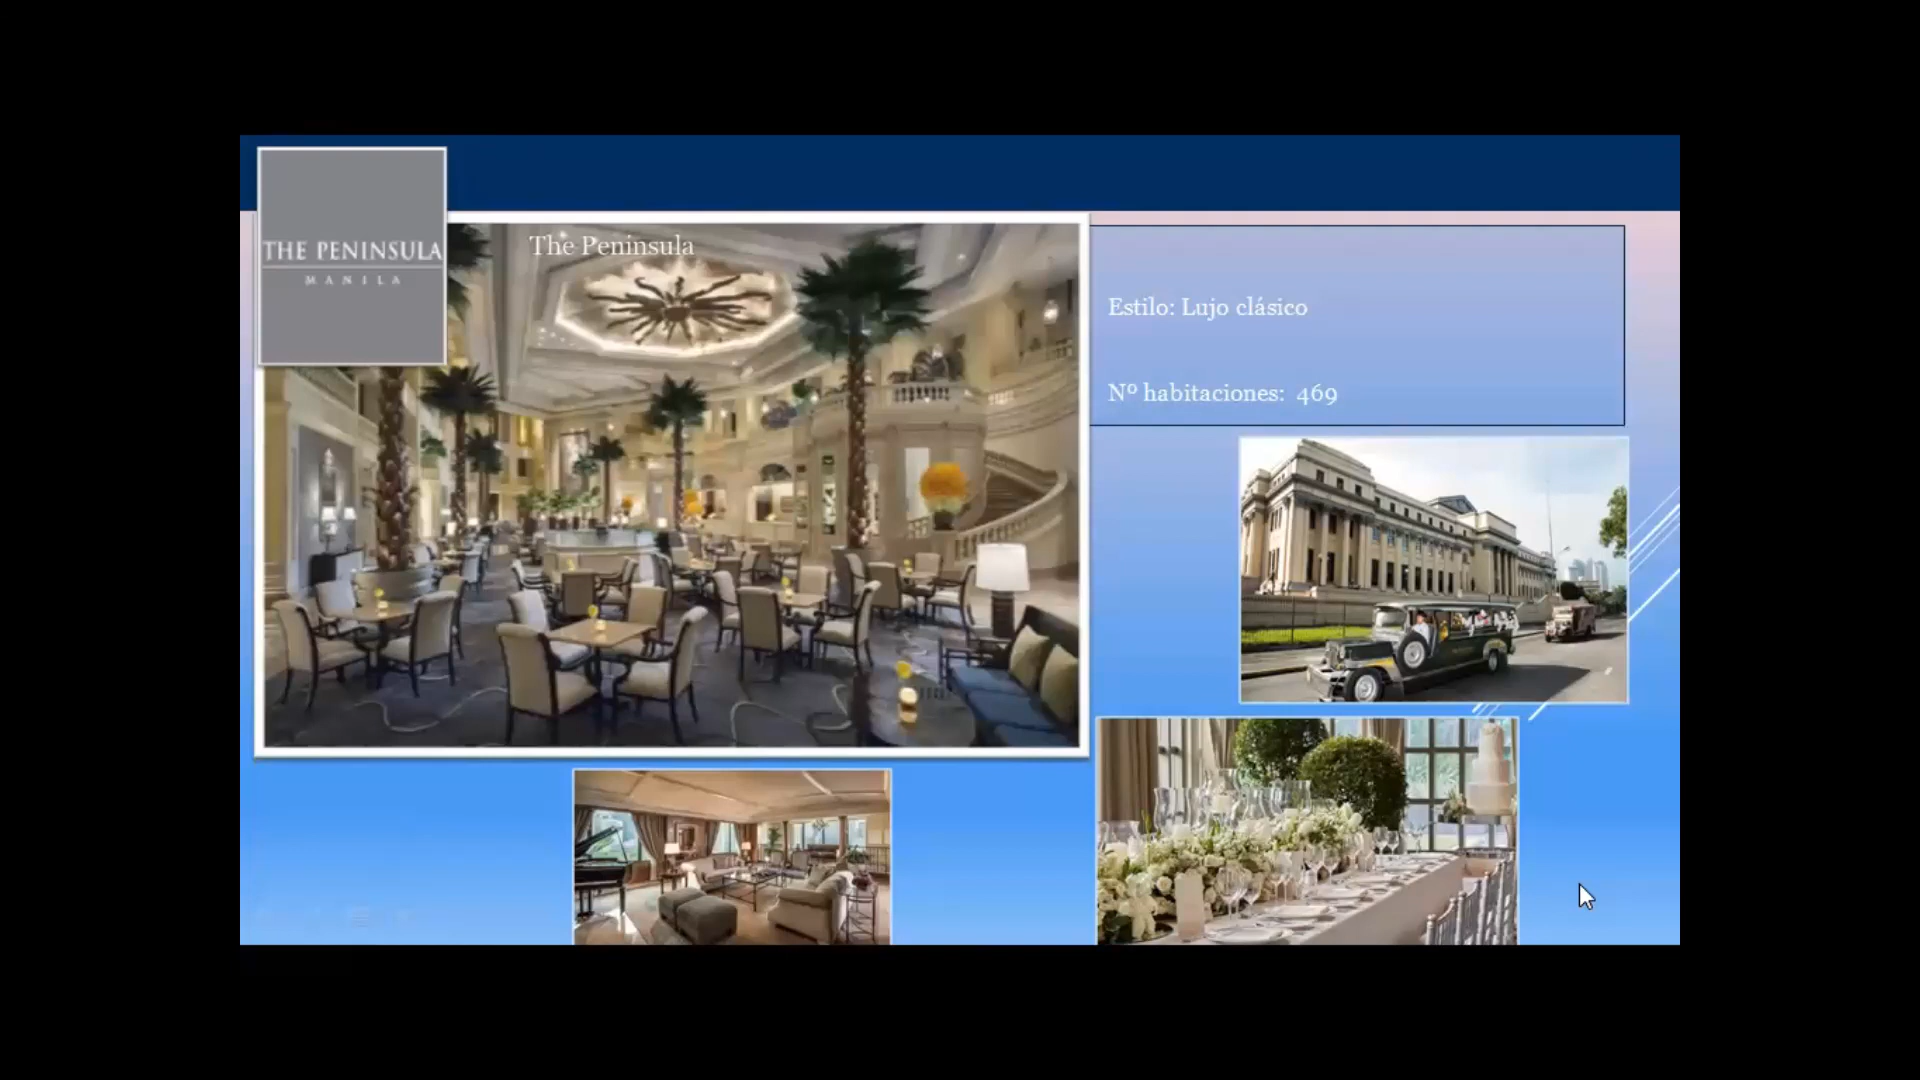 THE PENINSULA
MANILA
The Peninsula
Estilo: Lujo clásico
Nº habitaciones: 469